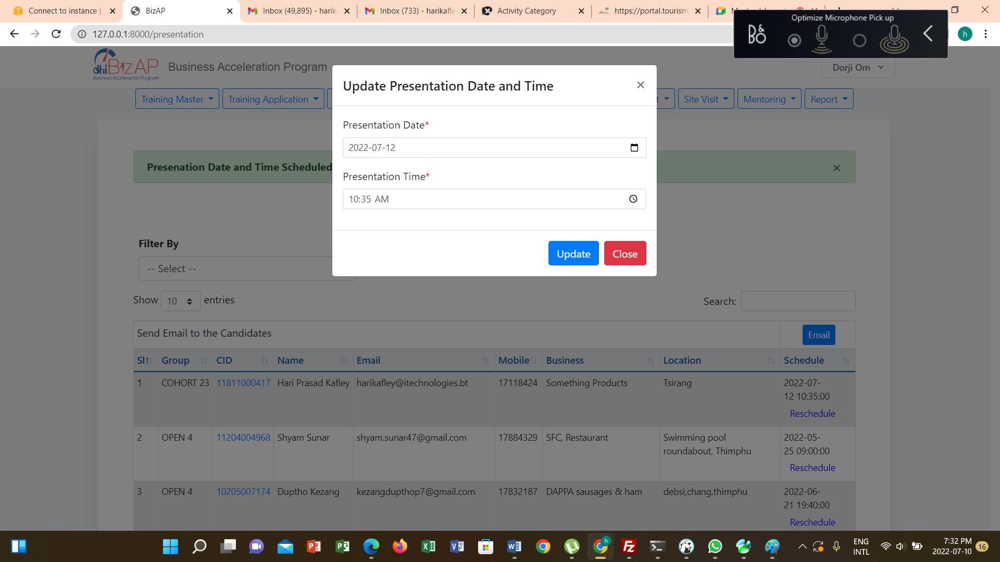 Connect to instance |
BizAP
Inbox (49,895) - harika
Inbox (733) - harikafle
Activity Category
https://portal.tourism.
Optimize Microphone Pick up
B&O
127.0.0.1:8000/presentation
h
dhi BizAP
Business Acceleration Program
Business Acceleration Program
Dorji Om
Training Master
Training Application
Site Visit
Mentoring
Report
Update Presentation Date and Time
Presentation Date*
2022-07-12
Presentation Time*
10:35 AM
Update
Close
Presenation Date and Time Scheduled
Filter By
-- Select --
Show 10 entries
Search:
Send Email to the Candidates
Email
Sl Group CID Name Email Mobile Business Location Schedule
1 COHORT 23 11811000417 Hari Prasad Kafley harikafley@itechnologies.bt 17118424 Something Products Tsirang 2022-07-
12 10:35:00
Reschedule
2 OPEN 4 11204004968 Shyam Sunar shyam.sunar47@gmail.com 17884329 SFC, Restaurant Swimming pool 2022-05-
roundabout, Thimphu 25 09:00:00
Reschedule
3 OPEN 4 10205007174 Duptho Kezang kezangdupthop7@gmail.com 17832187 DAPPA sausages & ham debsi,chang,thimphu 2022-06-
21 19:40:00
Reschedule
ENG
INTL
7:32 PM
2022-07-10
16